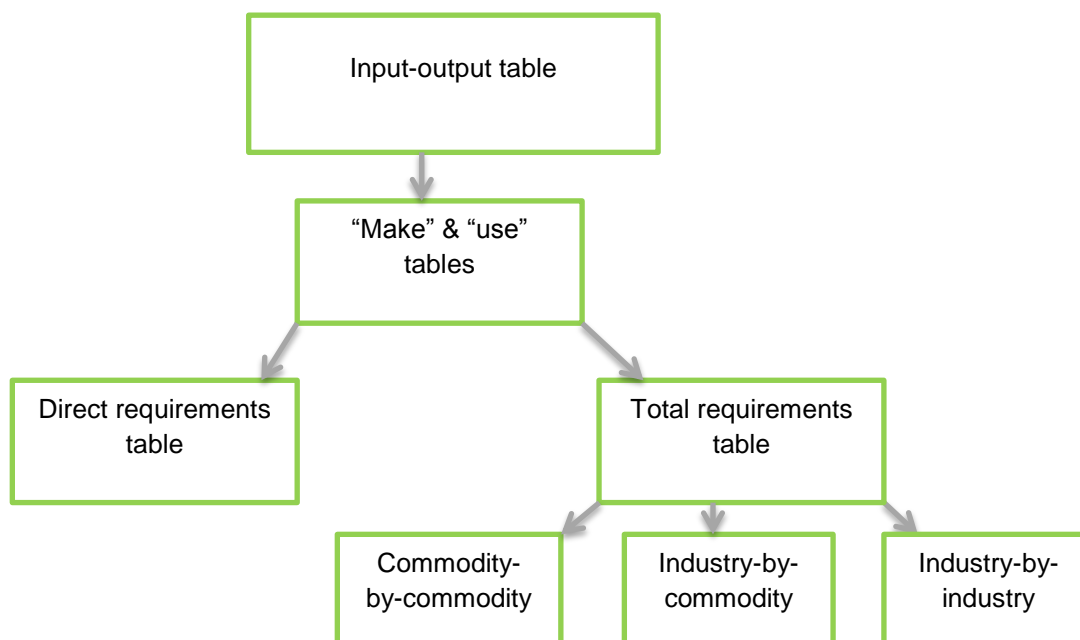 Input-output table
“Make” & “use”
tables
Direct requirements
table
Total requirements
table
Commodity-
by-commodity
Industry-by-
commodity
Industry-by-
industry